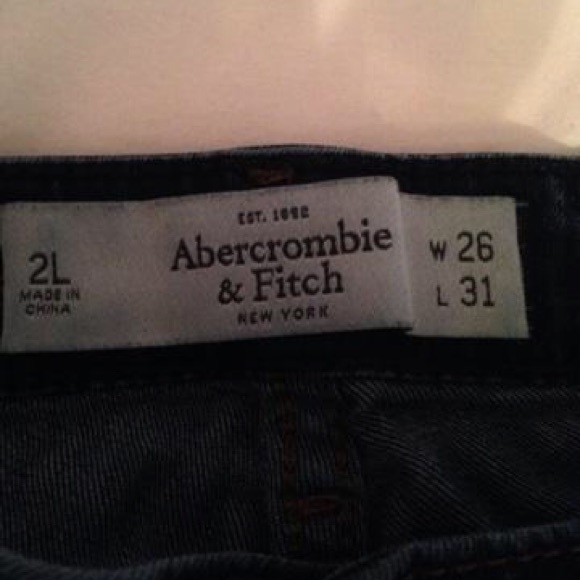 2L
MADE IN
CHINA
EST. 1892
Abercrombie
& Fitch
NEW YORK
W 26
L 31